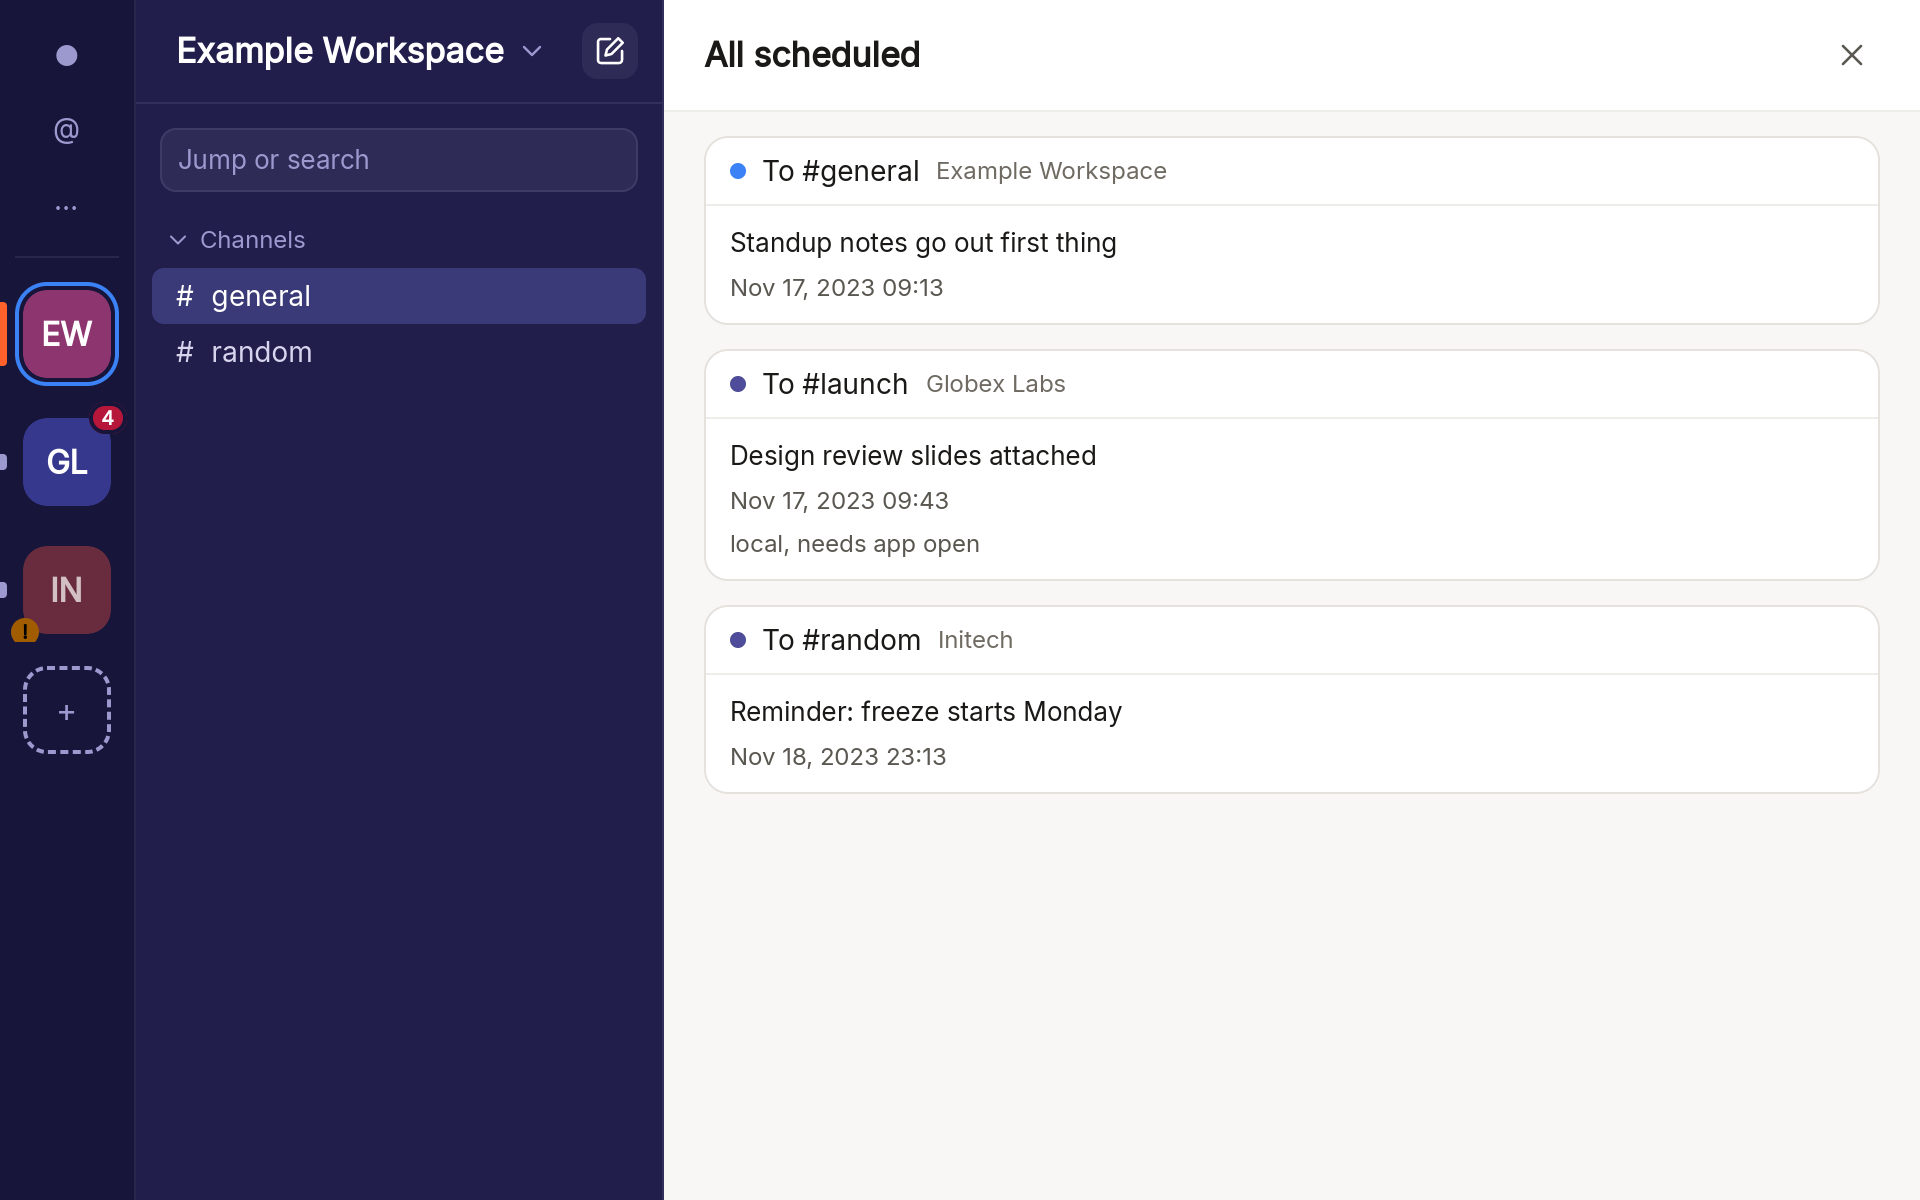 @
...
EW
4
GL
IN
!
+
Example Workspace
Jump or search
Channels
# general
# random
All scheduled
To #general Example Workspace
Standup notes go out first thing
Nov 17, 2023 09:13
To #launch Globex Labs
Design review slides attached
Nov 17, 2023 09:43
local, needs app open
To #random Initech
Reminder: freeze starts Monday
Nov 18, 2023 23:13